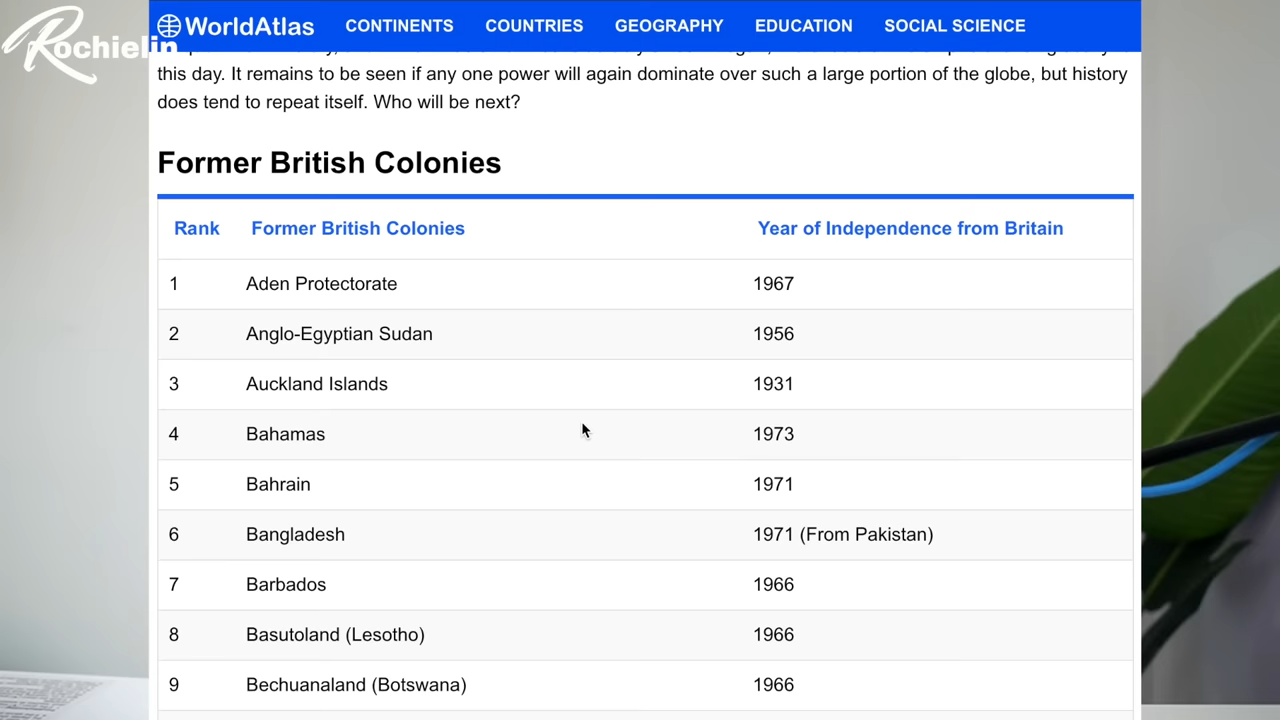 Rochielin
WorldAtlas CONTINENTS COUNTRIES GEOGRAPHY EDUCATION SOCIAL SCIENCE
this day. It remains to be seen if any one power will again dominate over such a large portion of the globe, but history
does tend to repeat itself. Who will be next?
Former British Colonies
Rank Former British Colonies Year of Independence from Britain
1 Aden Protectorate 1967
2 Anglo-Egyptian Sudan 1956
3 Auckland Islands 1931
4 Bahamas 1973
5 Bahrain 1971
6 Bangladesh 1971 (From Pakistan)
7 Barbados 1966
8 Basutoland (Lesotho) 1966
9 Bechuanaland (Botswana) 1966